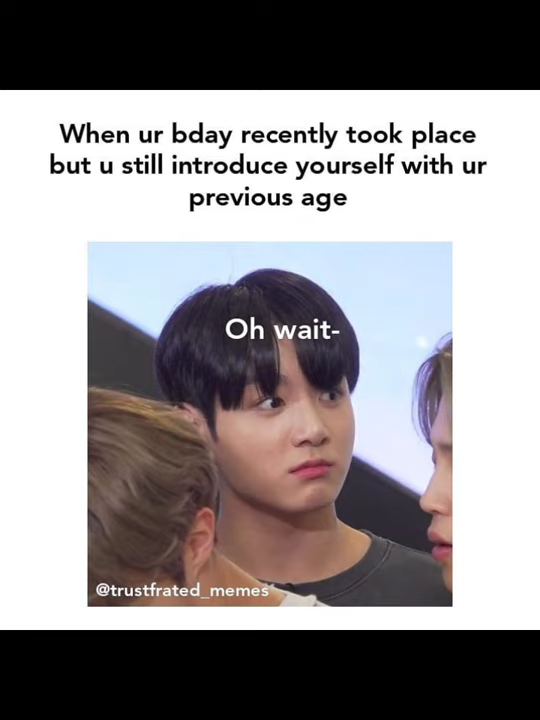 When ur bday recently took place
but u still introduce yourself with ur
previous age
Oh wait-
@trustfrated_memes